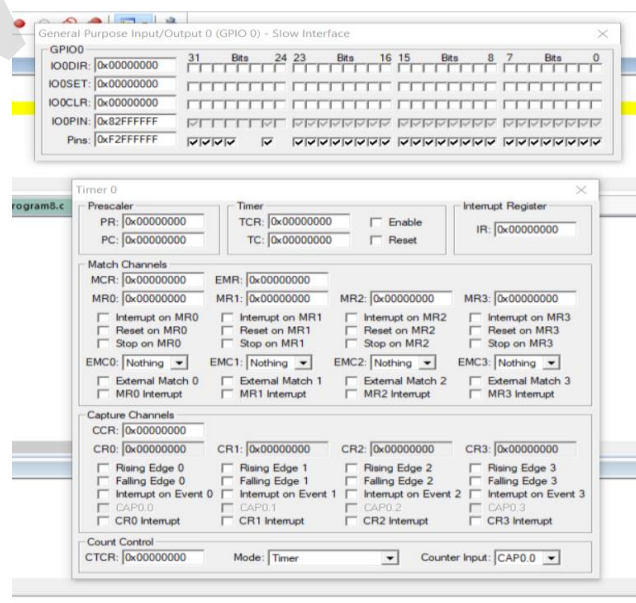 General Purpose Input/Output 0 (GPIO 0) - Slow Interface
GPIO0
31 Bits 24 23 Bits 16 15 Bits 8 7 Bits 0
IO0DIR: 0x00000000
IO0SET: 0x00000000
IO0CLR: 0x00000000
IO0PIN: 0x82FFFFFF
Pins: 0xF2FFFFFF
rogram8.c
Timer 0
Prescaler Timer Interrupt Register
PR: 0x00000000 TCR: 0x00000000 Enable IR: 0x00000000
PC: 0x00000000 TC: 0x00000000 Reset
Match Channels
MCR: 0x00000000 EMR: 0x00000000
MR0: 0x00000000 MR1: 0x00000000 MR2: 0x00000000 MR3: 0x00000000
Interrupt on MR0 Interrupt on MR1 Interrupt on MR2 Interrupt on MR3
Reset on MR0 Reset on MR1 Reset on MR2 Reset on MR3
Stop on MR0 Stop on MR1 Stop on MR2 Stop on MR3
EMC0: Nothing EMC1: Nothing EMC2: Nothing EMC3: Nothing
External Match 0 External Match 1 External Match 2 External Match 3
MR0 Interrupt MR1 Interrupt MR2 Interrupt MR3 Interrupt
Capture Channels
CCR: 0x00000000
CR0: 0x00000000 CR1: 0x00000000 CR2: 0x00000000 CR3: 0x00000000
Rising Edge 0 Rising Edge 1 Rising Edge 2 Rising Edge 3
Falling Edge 0 Falling Edge 1 Falling Edge 2 Falling Edge 3
Interrupt on Event 0 Interrupt on Event 1 Interrupt on Event 2 Interrupt on Event 3
CAP0.0 CAP0.1 CAP0.2 CAP0.3
CR0 Interrupt CR1 Interrupt CR2 Interrupt CR3 Interrupt
Count Control
CTCR: 0x00000000 Mode: Timer Counter Input: CAP0.0